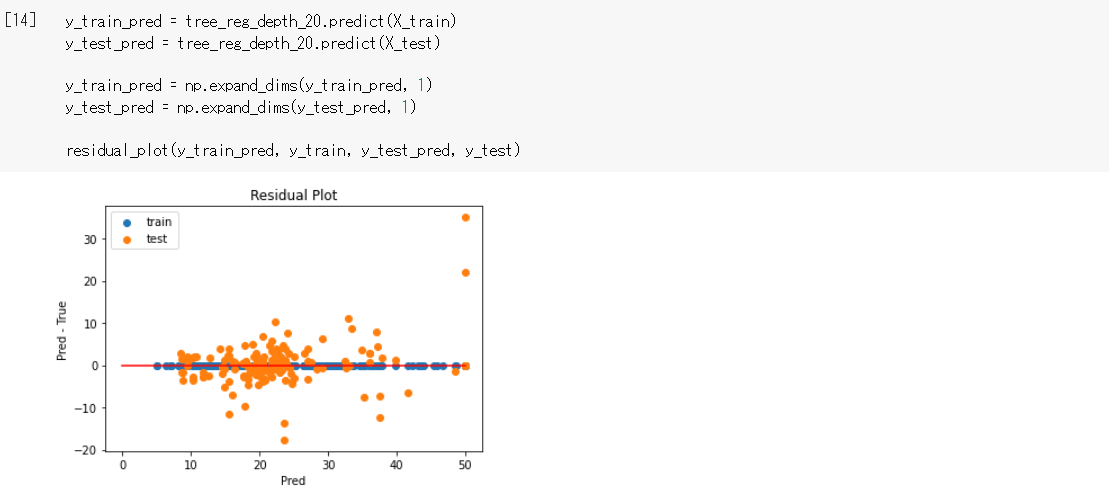 [14] y_train_pred = tree_reg_depth_20.predict(X_train)
y_test_pred = tree_reg_depth_20.predict(X_test)
y_train_pred = np.expand_dims(y_train_pred, 1)
y_test_pred = np.expand_dims(y_test_pred, 1)
residual_plot(y_train_pred, y_train, y_test_pred, y_test)
Residual Plot
train
test
Pred - True
30
20
10
0
−10
−20
0 10 20 30 40 50
Pred